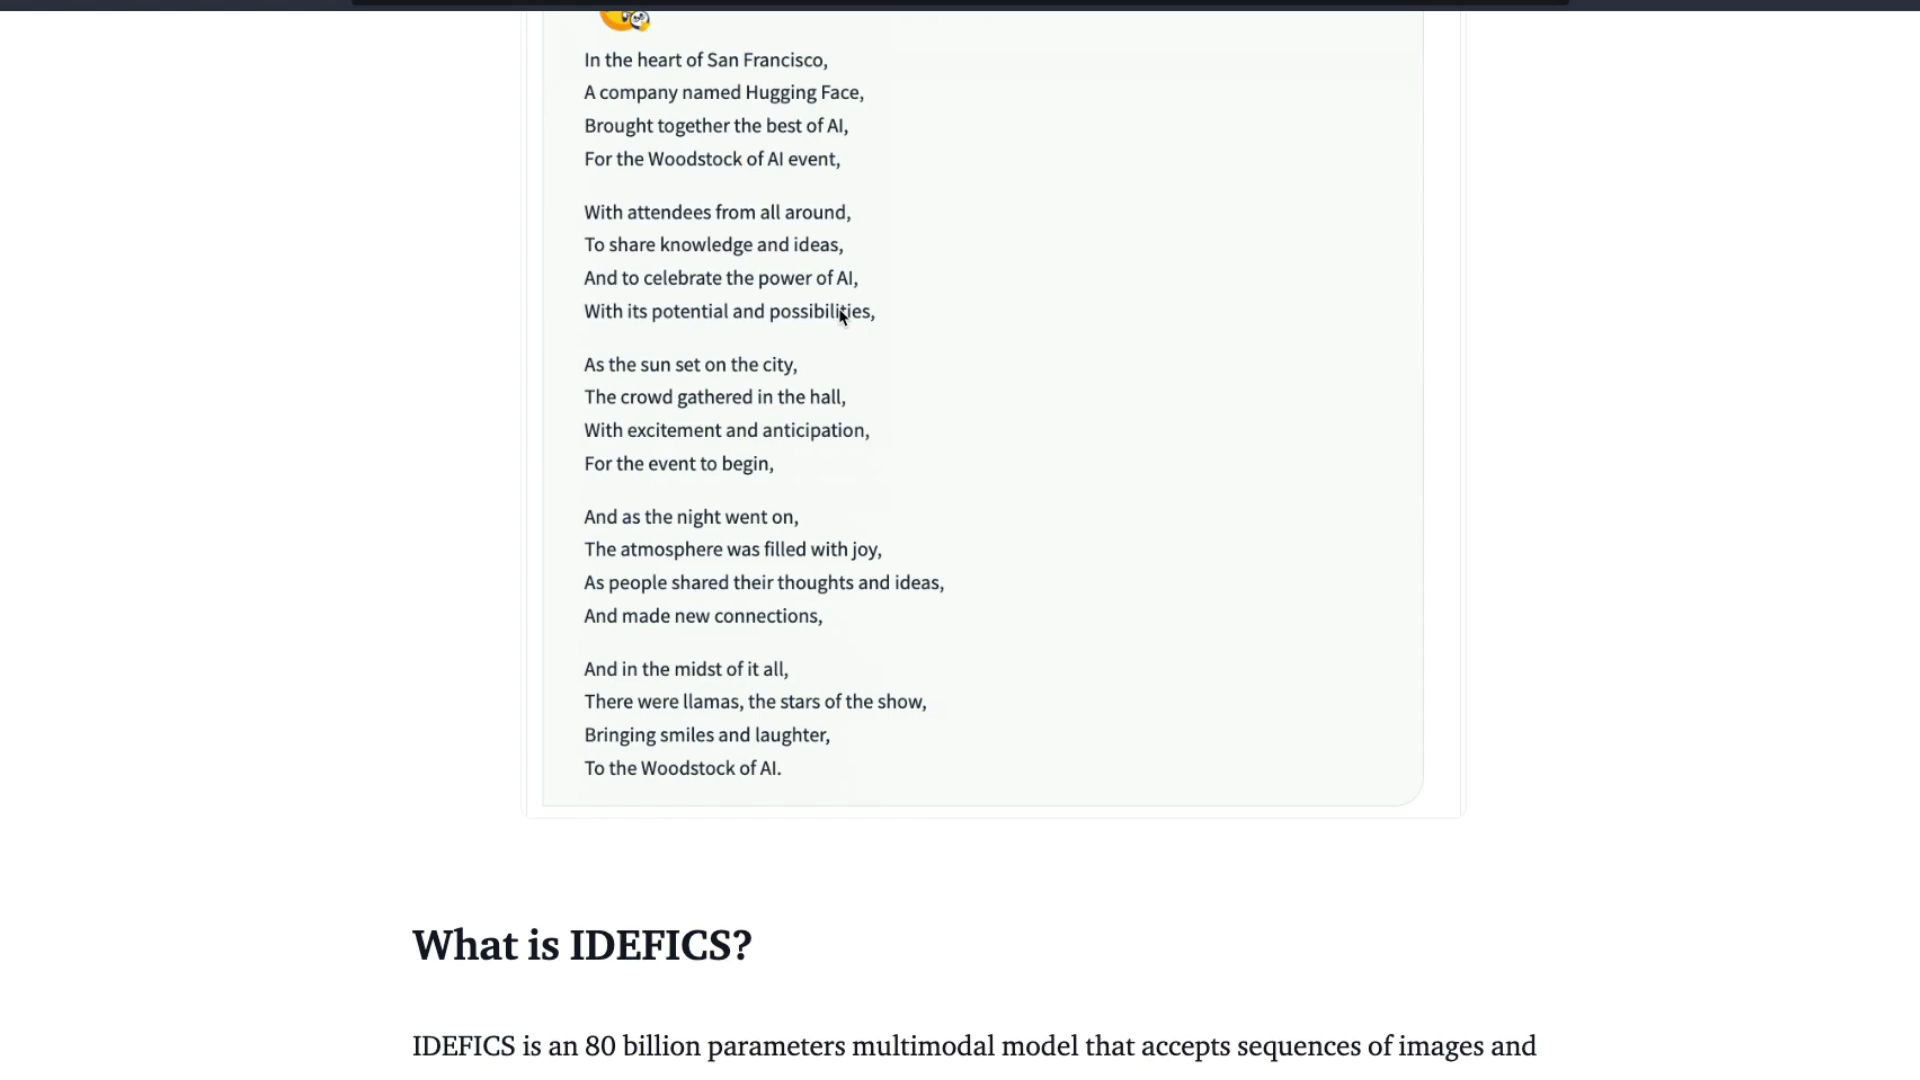 In the heart of San Francisco,
A company named Hugging Face,
Brought together the best of AI,
For the Woodstock of AI event,
With attendees from all around,
To share knowledge and ideas,
And to celebrate the power of AI,
With its potential and possibilities,
As the sun set on the city,
The crowd gathered in the hall,
With excitement and anticipation,
For the event to begin,
And as the night went on,
The atmosphere was filled with joy,
As people shared their thoughts and ideas,
And made new connections,
And in the midst of it all,
There were llamas, the stars of the show,
Bringing smiles and laughter,
To the Woodstock of AI.
What is IDEFICS?
IDEFICS is an 80 billion parameters multimodal model that accepts sequences of images and